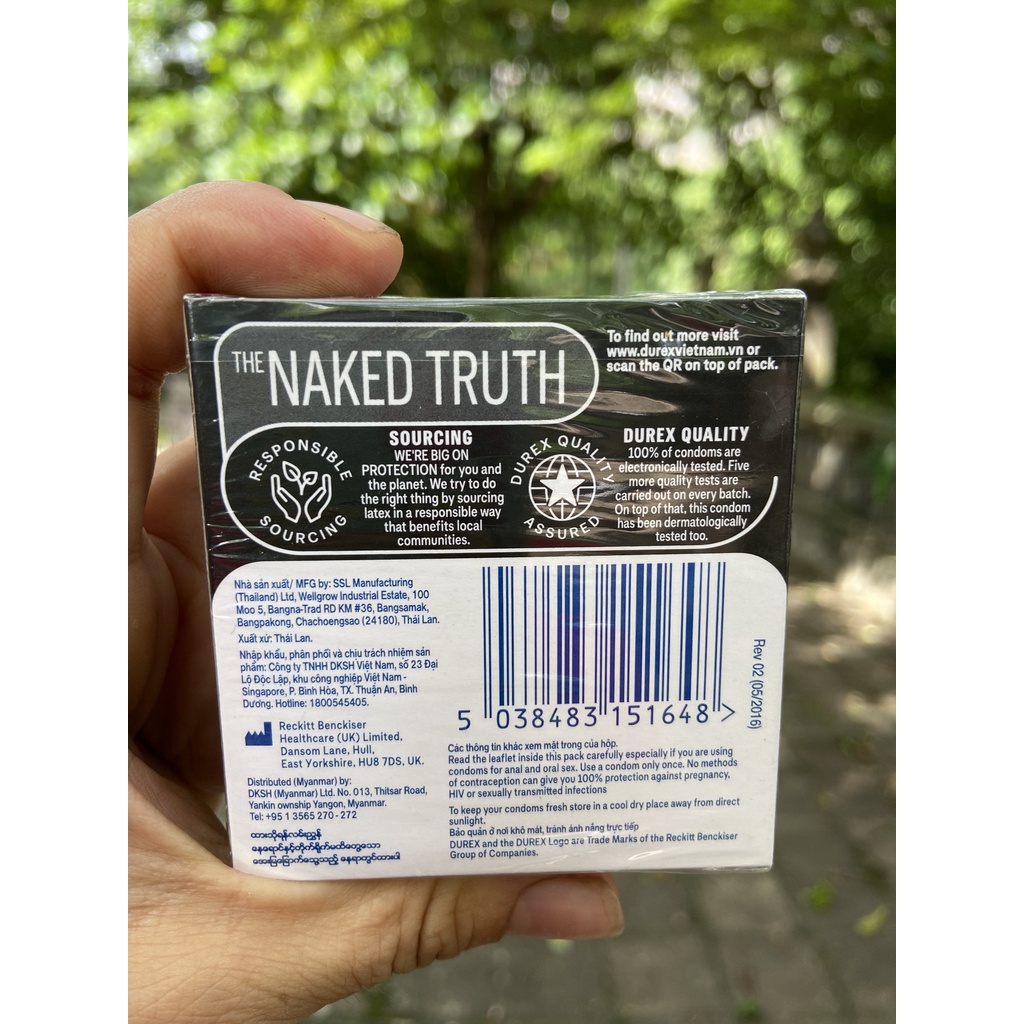 THE NAKED TRUTH
To find out more visit
www.durexvietnam.vn or
scan the QR on top of pack.
RESPONSIBLE
SOURCING
SOURCING
WE'RE BIG ON
PROTECTION for you and
the planet. We try to do
the right thing by sourcing
latex in a responsible way
that benefits local
communities.
DUREX QUALITY
ASSURED
DUREX QUALITY
100% of condoms are
electronically tested. Five
more quality tests are
carried out on every batch.
On top of that, this condom
has been dermatologically
tested too.
Nhà sản xuất/ MFG by: SSL Manufacturing
(Thailand) Ltd, Wellgrow Industrial Estate, 100
Moo 5, Bangna-Trad RD KM #36, Bangsamak,
Bangpakong, Chachoengsao (24180), Thái Lan.
Xuất xứ: Thái Lan.
Nhập khẩu, phân phối và chịu trách nhiệm sản
phẩm: Công ty TNHH DKSH Việt Nam, số 23 Đại
Lộ Độc Lập, khu công nghiệp Việt Nam -
Singapore, P. Bình Hòa, TX. Thuận An, Bình
Dương. Hotline: 1800545405.
Reckitt Benckiser
Healthcare (UK) Limited,
Dansom Lane, Hull,
East Yorkshire, HU8 7DS, UK.
Distributed (Myanmar) by:
DKSH (Myanmar) Ltd. No. 013, Thitsar Road,
Yankin ownship Yangon, Myanmar.
Tel: +95 1 3565 270 - 272
5 038483 151648 >
Rev 02 (05/2016)
Các thông tin khác xem mặt trong của hộp.
Read the leaflet inside this pack carefully especially if you are using
condoms for anal and oral sex. Use a condom only once. No methods
of contraception can give you 100% protection against pregnancy,
HIV or sexually transmitted infections
To keep your condoms fresh store in a cool dry place away from direct
sunlight.
Bảo quản ở nơi khô mát, tránh ánh nắng trực tiếp
DUREX and the DUREX Logo are Trade Marks of the Reckitt Benckiser
Group of Companies.